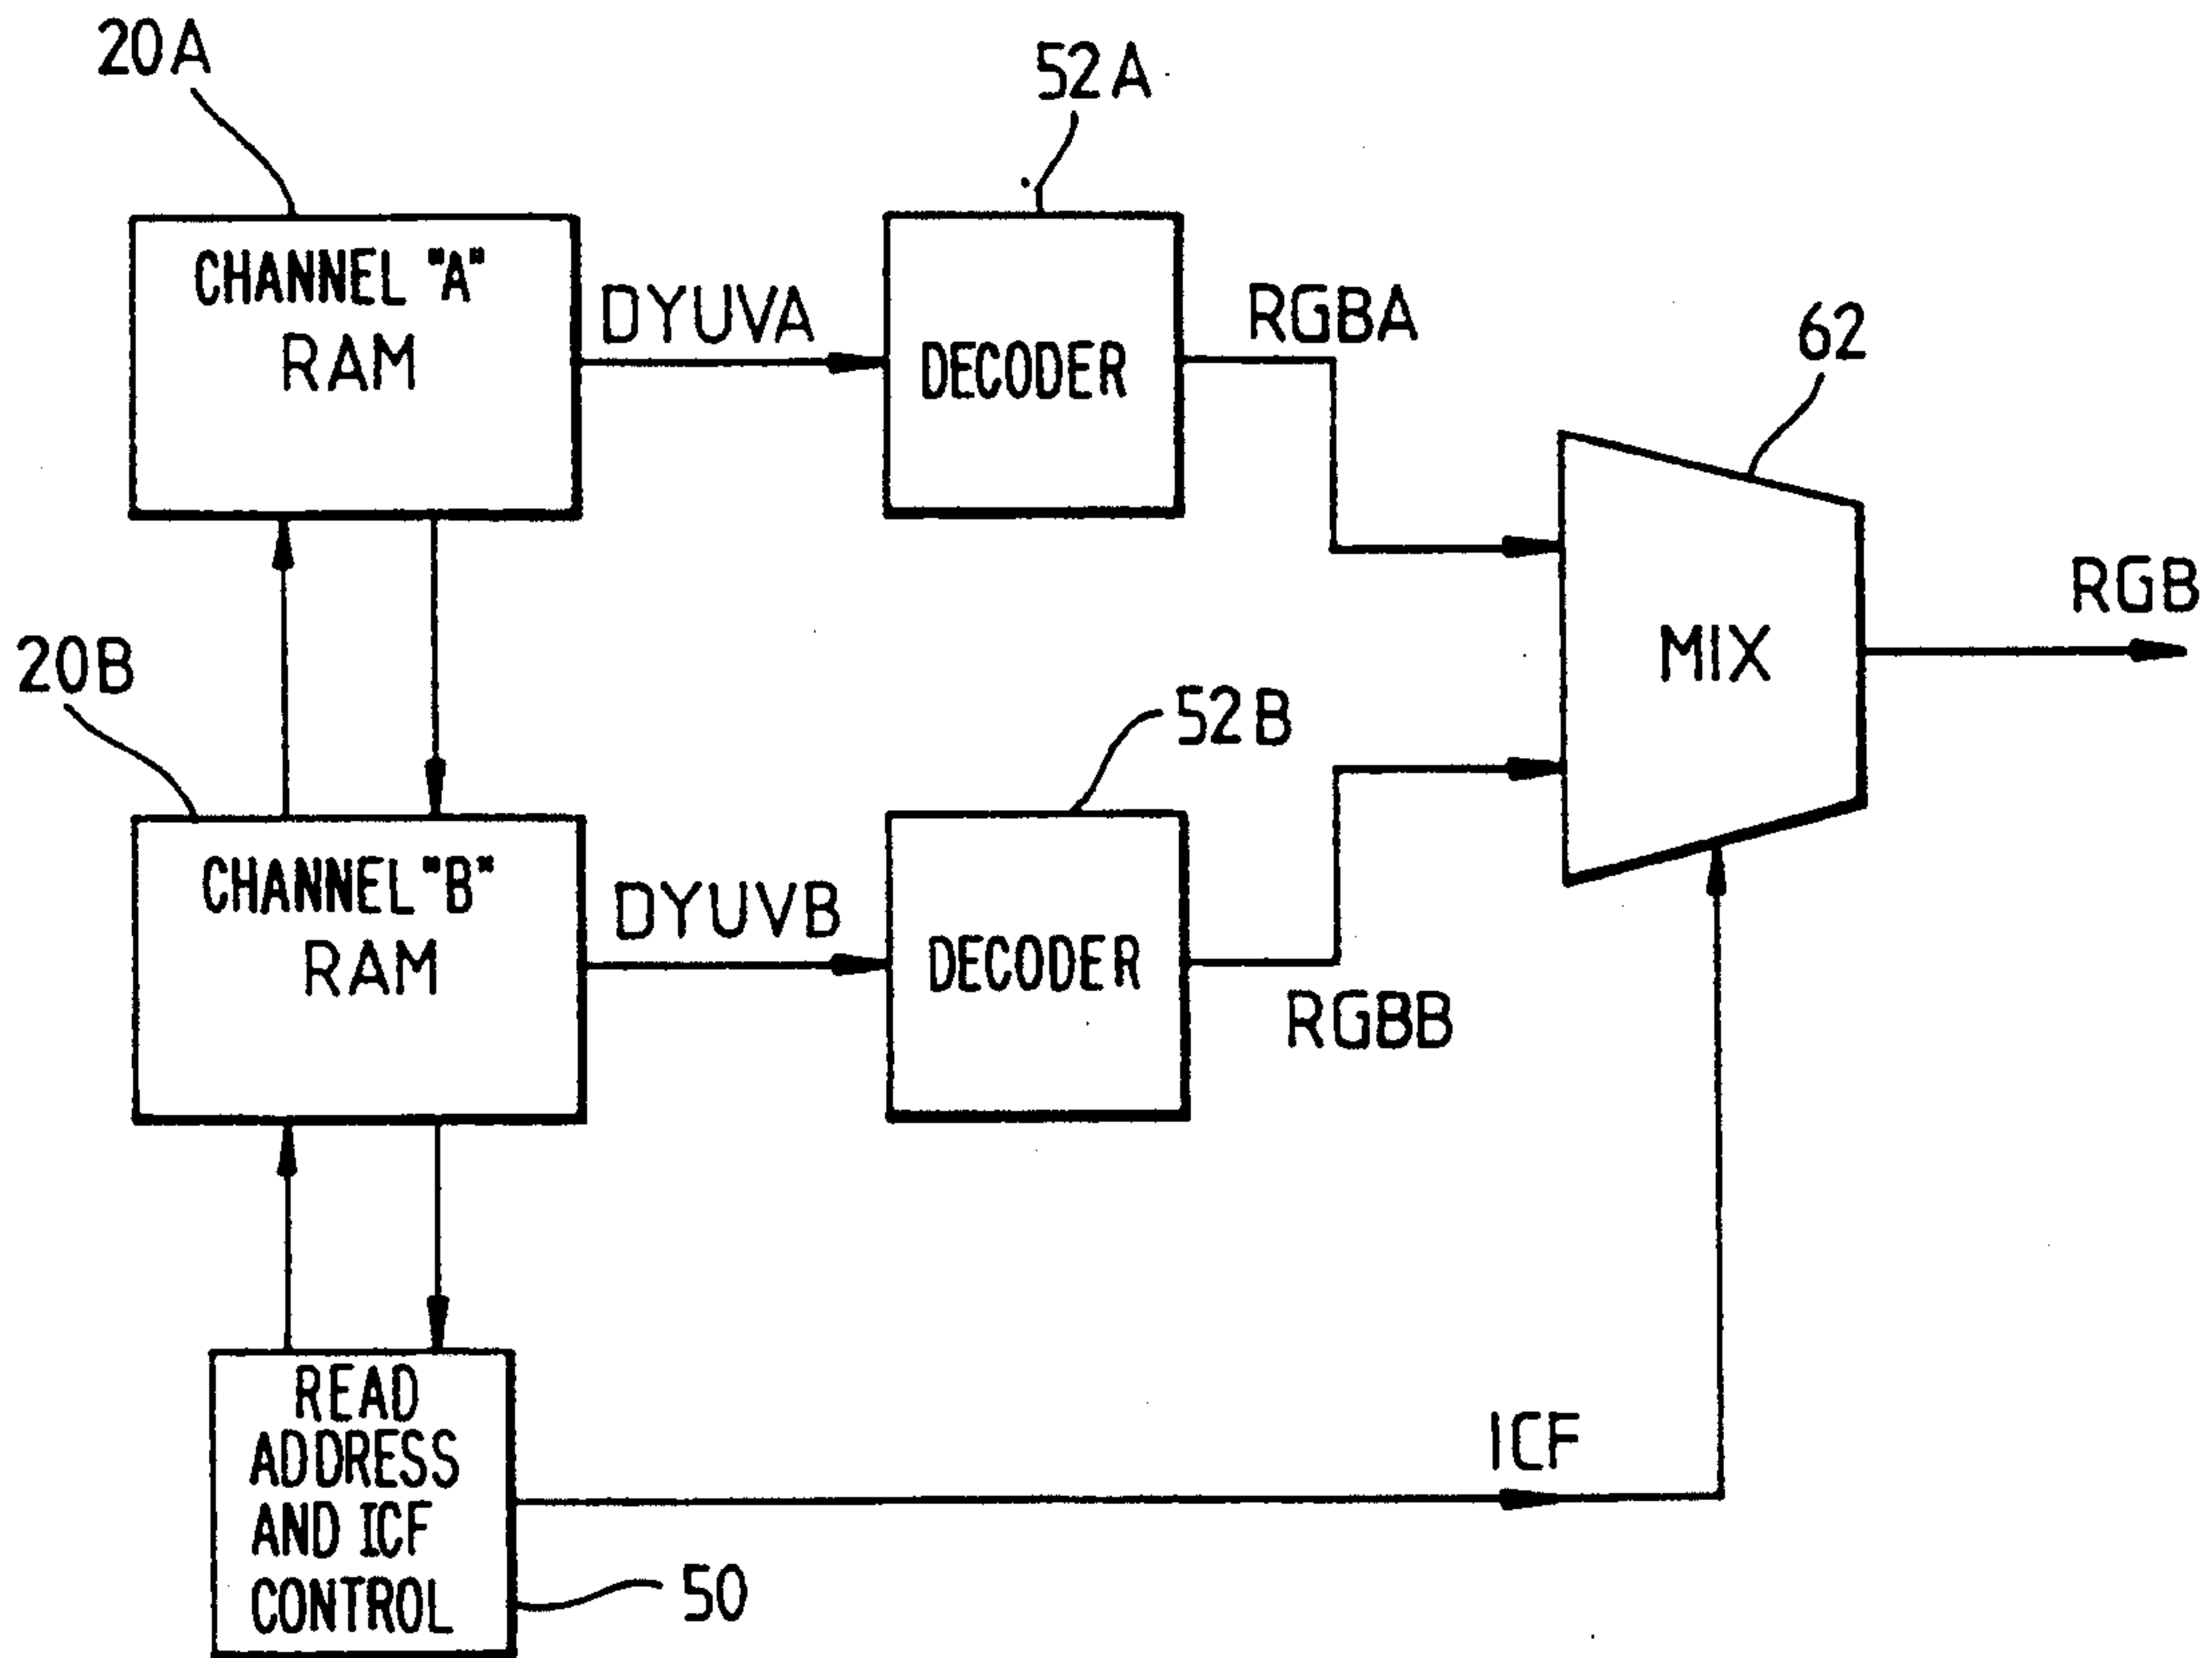 20A
52A
CHANNEL "A"
RAM
DYUVA
DECODER
RGBA
62
MIX
RGB
20B
52B
CHANNEL "B"
RAM
DYUVB
DECODER
RGBB
READ
ADDRESS
AND ICF
CONTROL
ICF
50